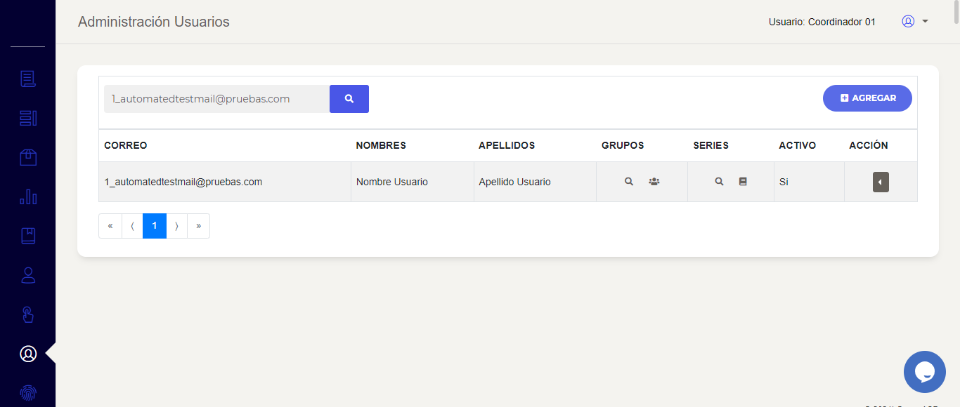 Administración Usuarios
Usuario: Coordinador 01
1_automatedtestmail@pruebas.com
AGREGAR
CORREO NOMBRES APELLIDOS GRUPOS SERIES ACTIVO ACCIÓN
1_automatedtestmail@pruebas.com Nombre Usuario Apellido Usuario Si
« ⟨ 1 ⟩ »